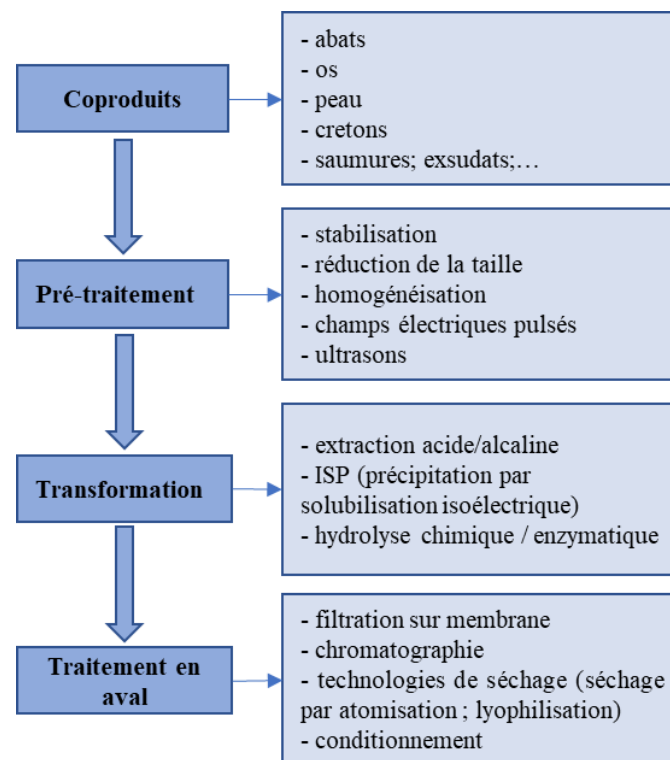 Coproduits
- abats
- os
- peau
- cretons
- saumures; exsudats;…
Pré-traitement
- stabilisation
- réduction de la taille
- homogénéisation
- champs électriques pulsés
- ultrasons
Transformation
- extraction acide/alcaline
- ISP (précipitation par
solubilisation isoélectrique)
- hydrolyse chimique / enzymatique
Traitement en
aval
- filtration sur membrane
- chromatographie
- technologies de séchage (séchage
par atomisation ; lyophilisation)
- conditionnement